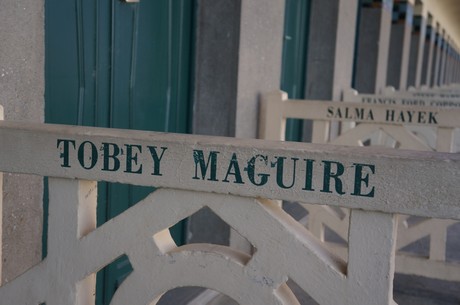 TOBEY MAGUIRE
SALMA HAYEK
FRANCIS FORD COPPOLA